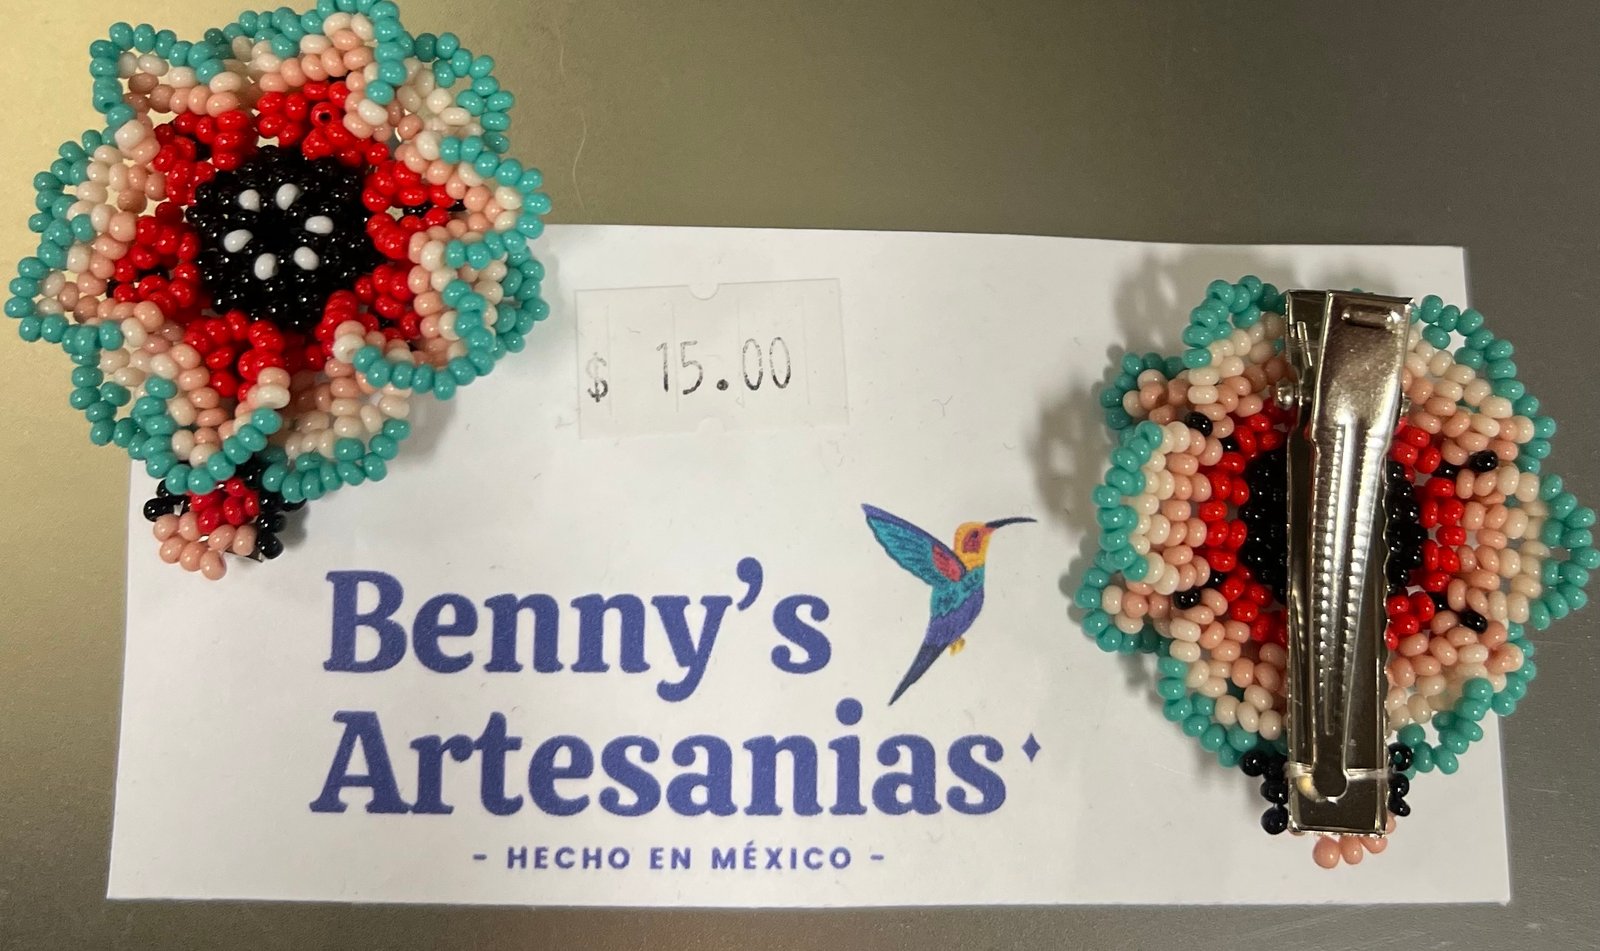 $ 15.00
Benny's
Artesanias
- HECHO EN MÉXICO -